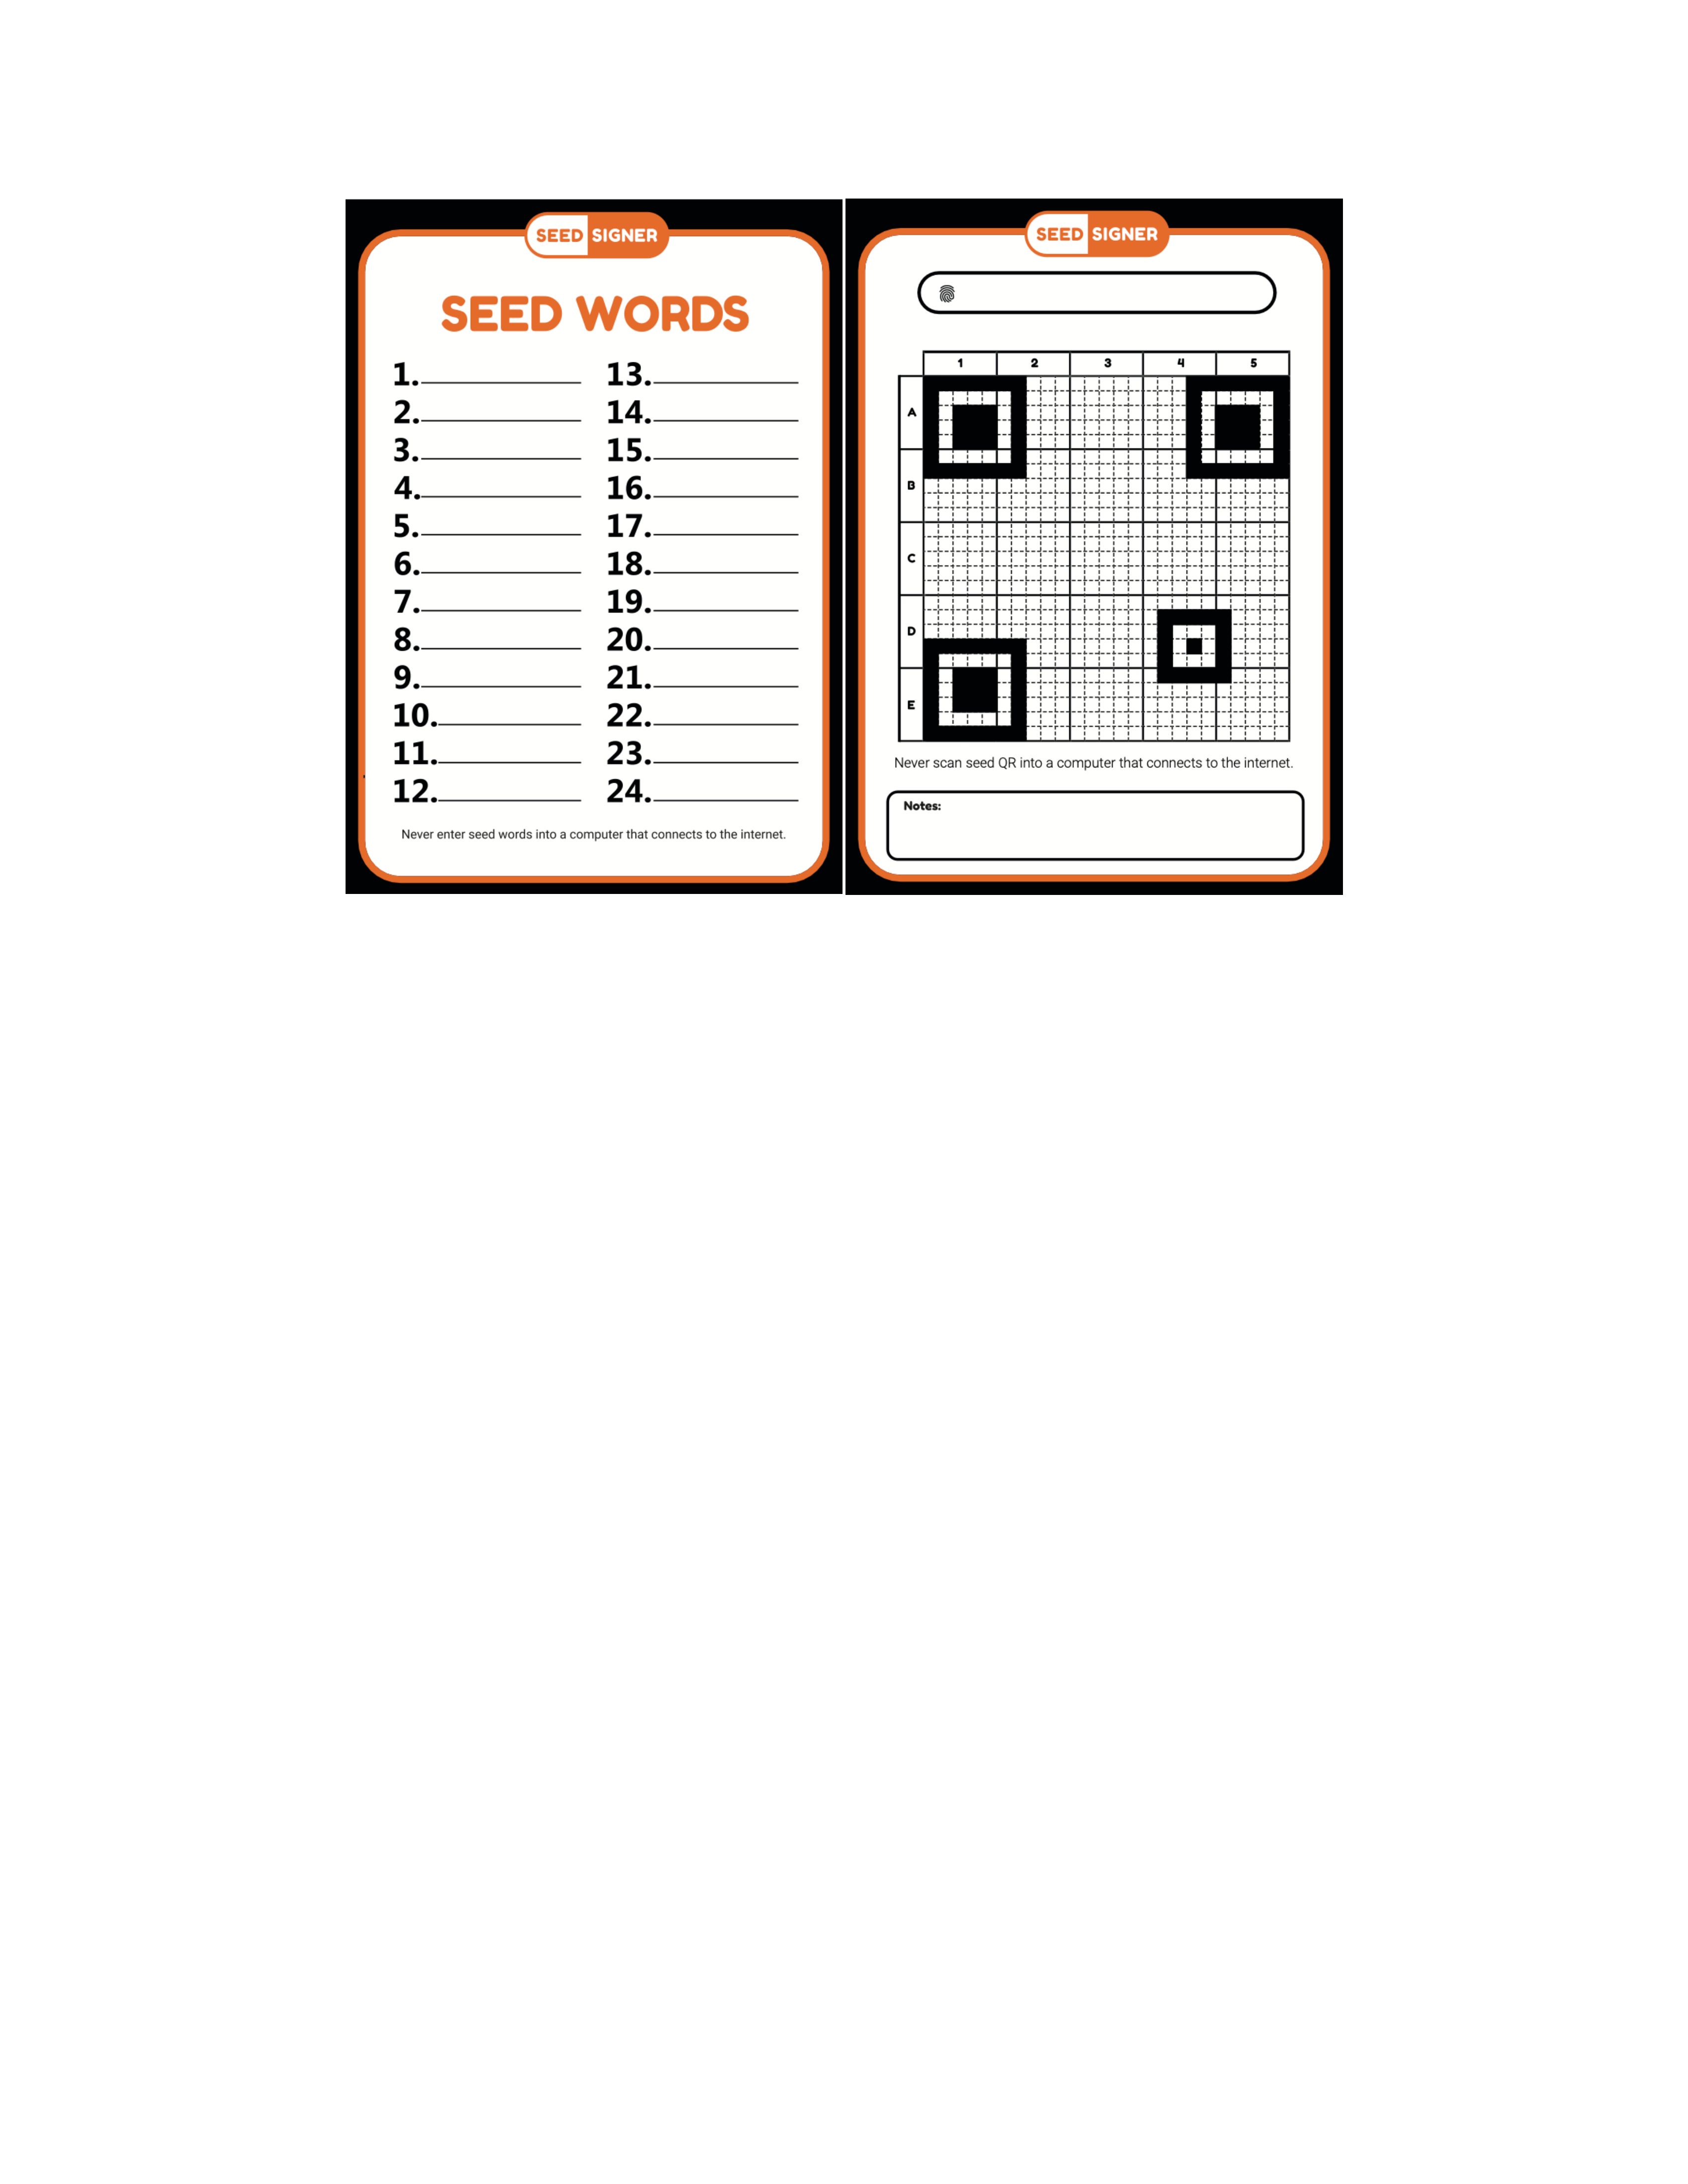 SEED SIGNER
SEED WORDS
1.
2.
3.
4.
5.
6.
7.
8.
9.
10.
11.
12.
13.
14.
15.
16.
17.
18.
19.
20.
21.
22.
23.
24.
Never enter seed words into a computer that connects to the internet.
SEED SIGNER
1 2 3 4 5
A
B
C
D
E
Never scan seed QR into a computer that connects to the internet.
Notes: